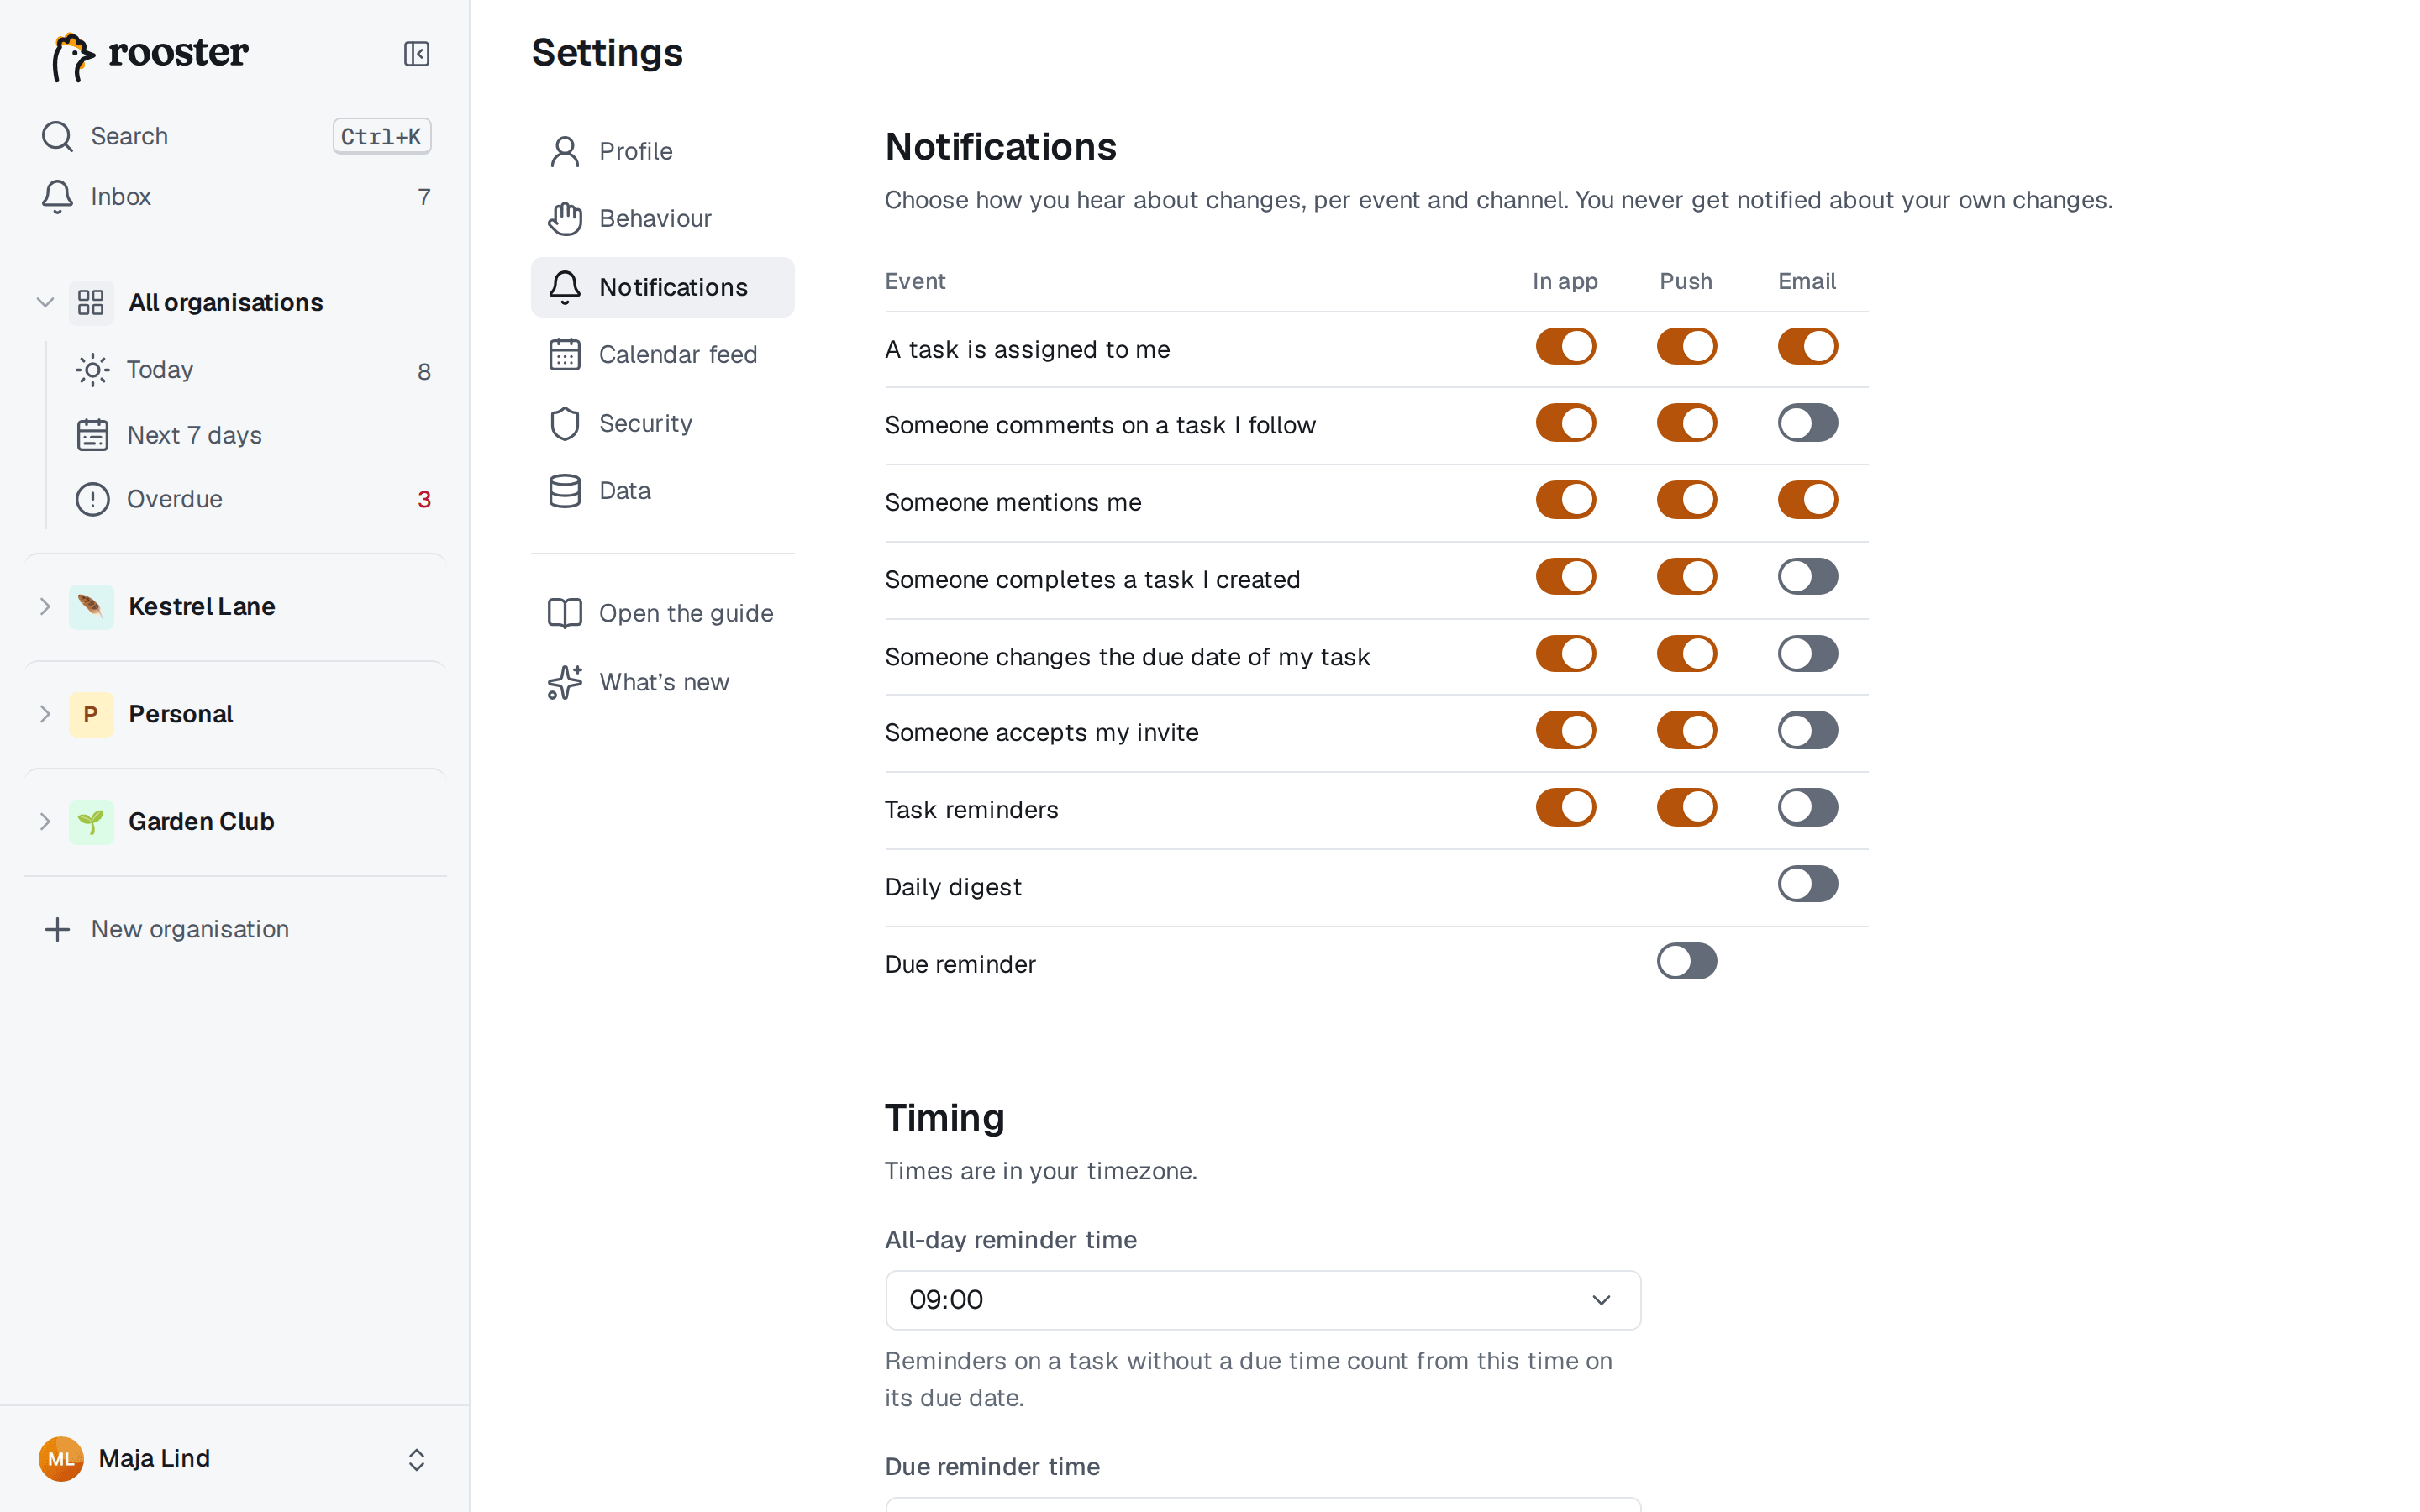 rooster
Search Ctrl+K
Inbox 7
All organisations
Today 8
Next 7 days
Overdue 3
Kestrel Lane
P Personal
Garden Club
New organisation
ML Maja Lind
Settings
Profile
Behaviour
Notifications
Calendar feed
Security
Data
Open the guide
What’s new
Notifications
Choose how you hear about changes, per event and channel. You never get notified about your own changes.
Event In app Push Email
A task is assigned to me
Someone comments on a task I follow
Someone mentions me
Someone completes a task I created
Someone changes the due date of my task
Someone accepts my invite
Task reminders
Daily digest
Due reminder
Timing
Times are in your timezone.
All-day reminder time
09:00
Reminders on a task without a due time count from this time on
its due date.
Due reminder time